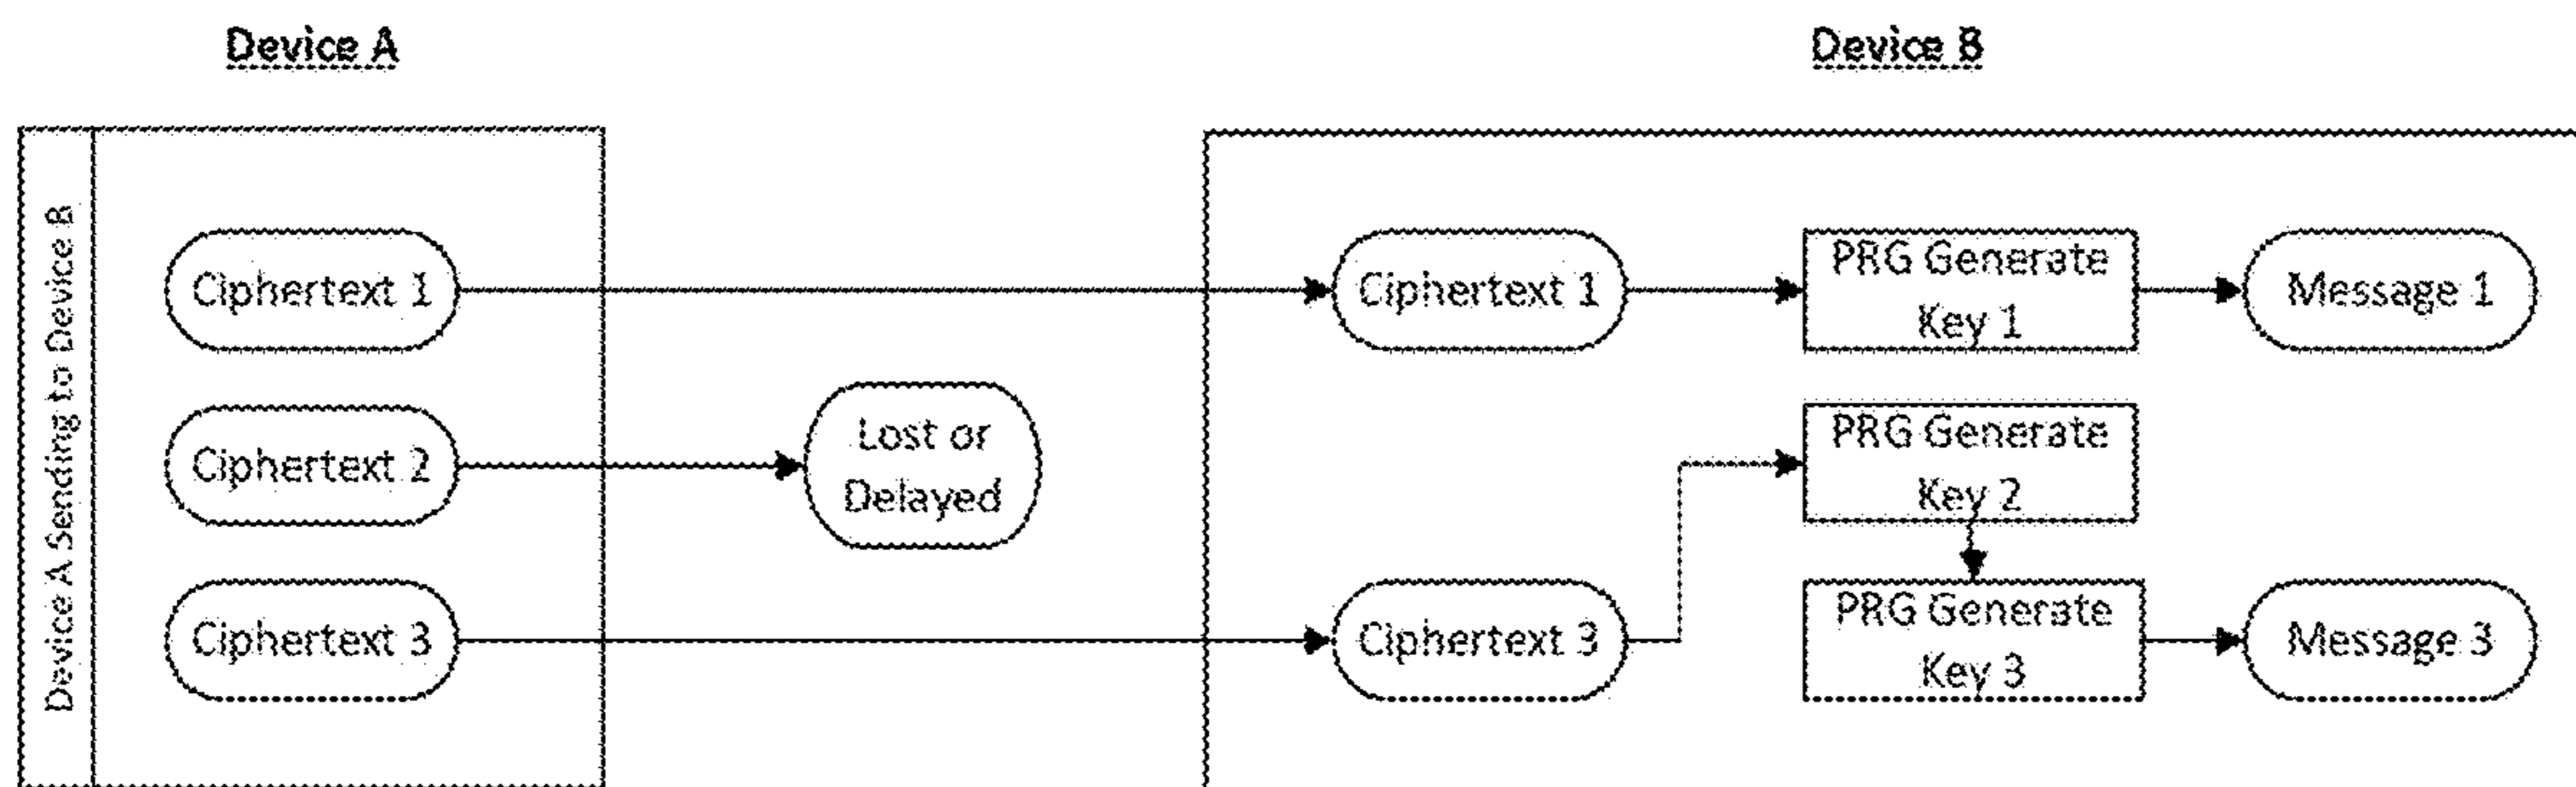 Device A
Device B
Device A Sending to Device B
Ciphertext 1
Ciphertext 1
PRG Generate
Key 1
Message 1
Ciphertext 2
Lost or
Delayed
PRG Generate
Key 2
Ciphertext 3
Ciphertext 3
PRG Generate
Key 3
Message 3